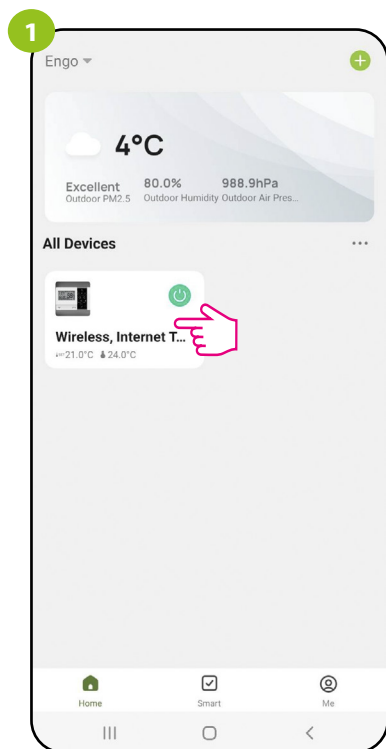 1
Engo
4°C
Excellent 80.0% 988.9hPa
Outdoor PM2.5 Outdoor Humidity Outdoor Air Pres...
All Devices
Wireless, Internet T...
21.0°C 24.0°C
Home Smart Me